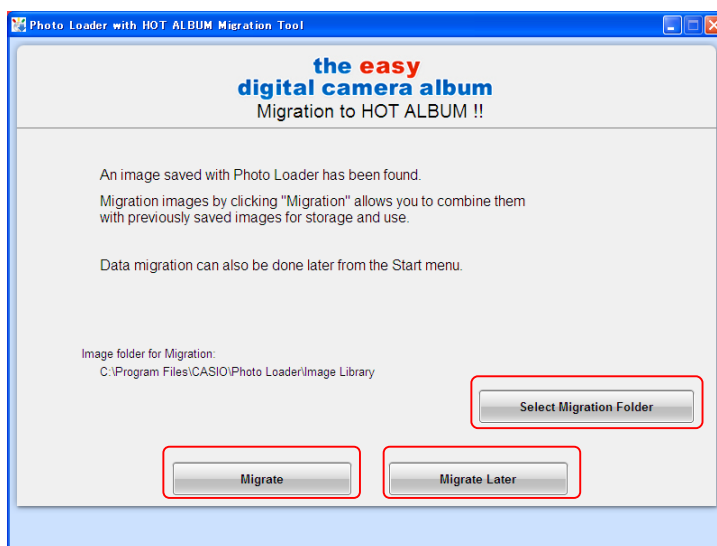 Photo Loader with HOT ALBUM Migration Tool
the easy
digital camera album
Migration to HOT ALBUM !!
An image saved with Photo Loader has been found.
Migration images by clicking "Migration" allows you to combine them
with previously saved images for storage and use.
Data migration can also be done later from the Start menu.
Image folder for Migration:
C:\Program Files\CASIO\Photo Loader\Image Library
Select Migration Folder
Migrate
Migrate Later